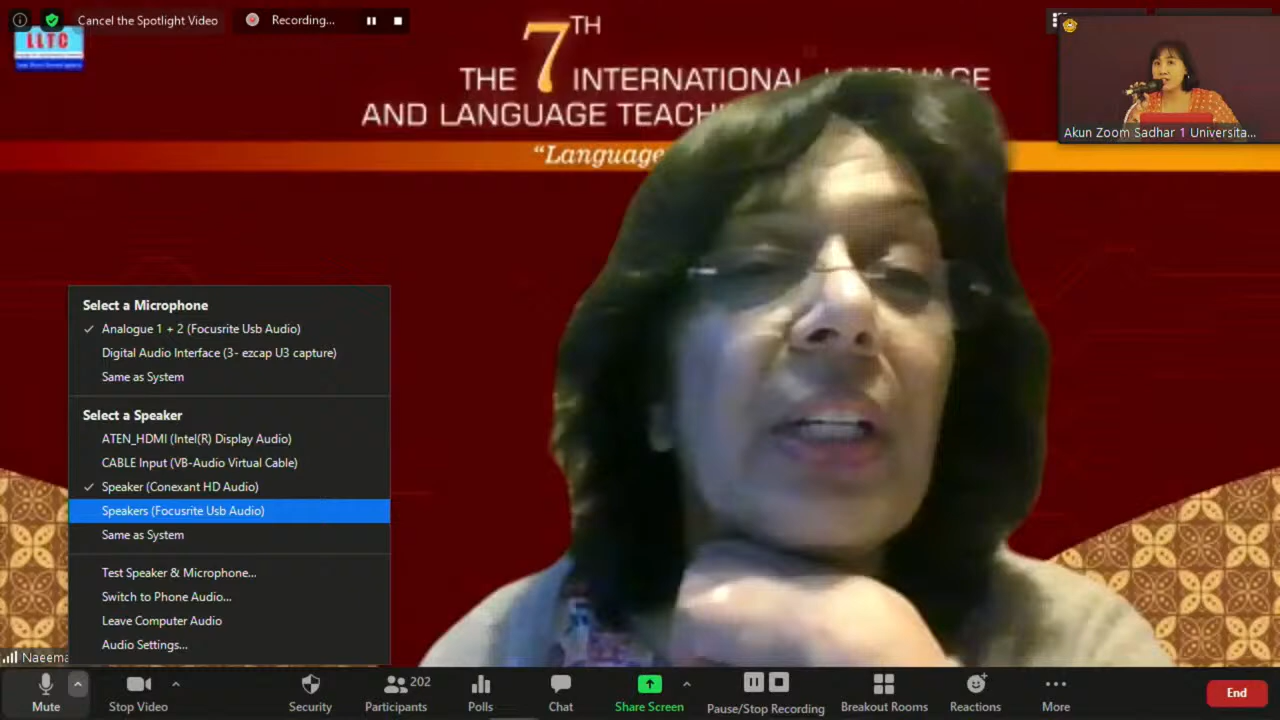 Cancel the Spotlight Video
Recording...
LLTC
7TH
THE INTERNATIONAL LANGUAGE
AND LANGUAGE TEACH
“Language
Akun Zoom Sadhar 1 Universita...
Select a Microphone
✓ Analogue 1 + 2 (Focusrite Usb Audio)
Digital Audio Interface (3- ezcap U3 capture)
Same as System
Select a Speaker
ATEN_HDMI (Intel(R) Display Audio)
CABLE Input (VB-Audio Virtual Cable)
✓ Speaker (Conexant HD Audio)
Speakers (Focusrite Usb Audio)
Same as System
Test Speaker & Microphone...
Switch to Phone Audio...
Leave Computer Audio
Audio Settings...
Naeema
202
Mute
Stop Video
Security
Participants
Polls
Chat
Share Screen
Pause/Stop Recording
Breakout Rooms
Reactions
More
End